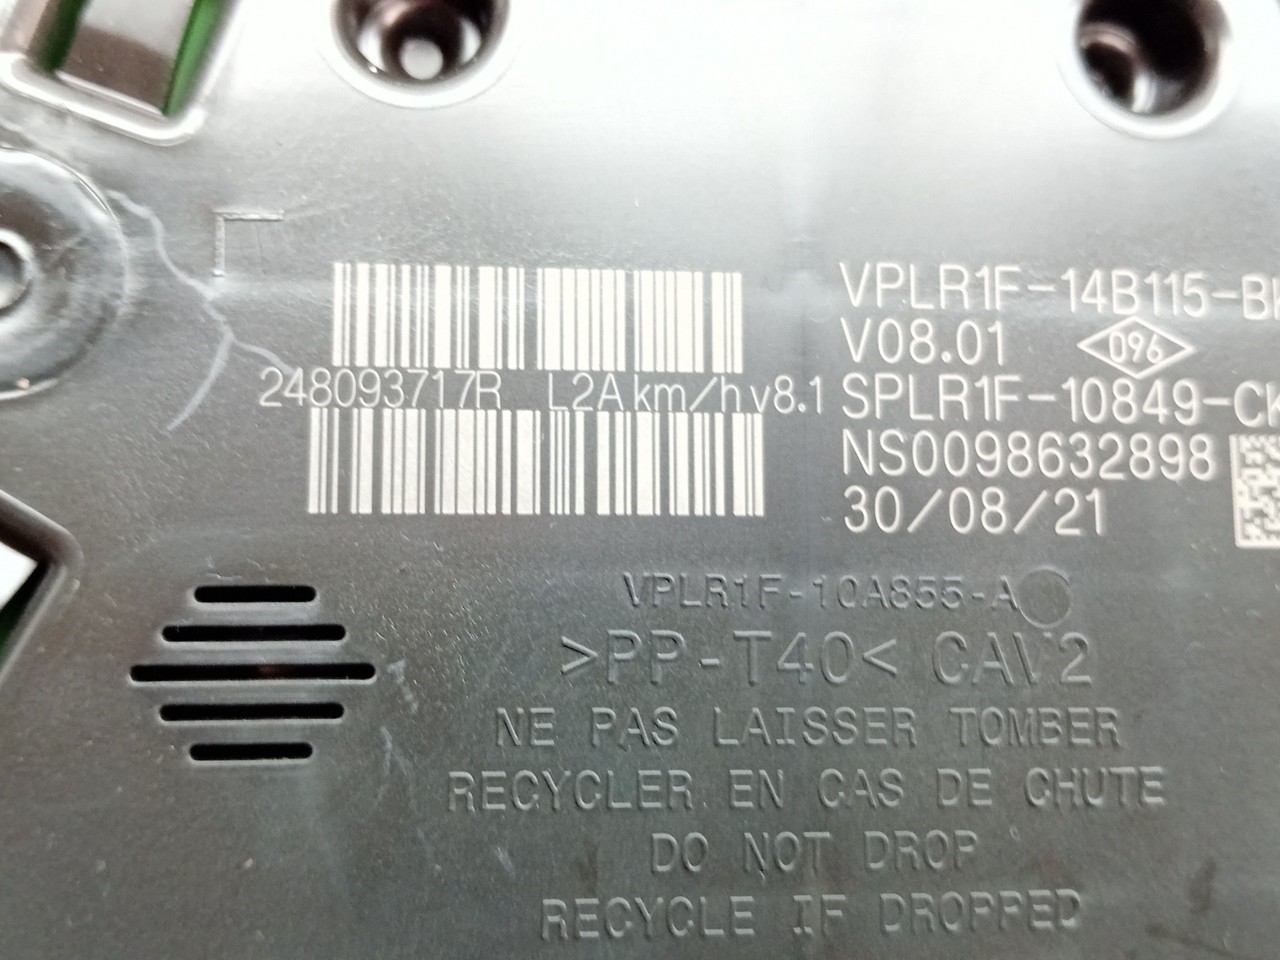 VPLR1F-14B115-B
V08.01 096
248093717R L2A km/h v8.1 SPLR1F-10849-CK
NS0098632898
30/08/21
VPLR1F-10A855-A
>PP-T40< CAV2
NE PAS LAISSER TOMBER
RECYCLER EN CAS DE CHUTE
DO NOT DROP
RECYCLE IF DROPPED